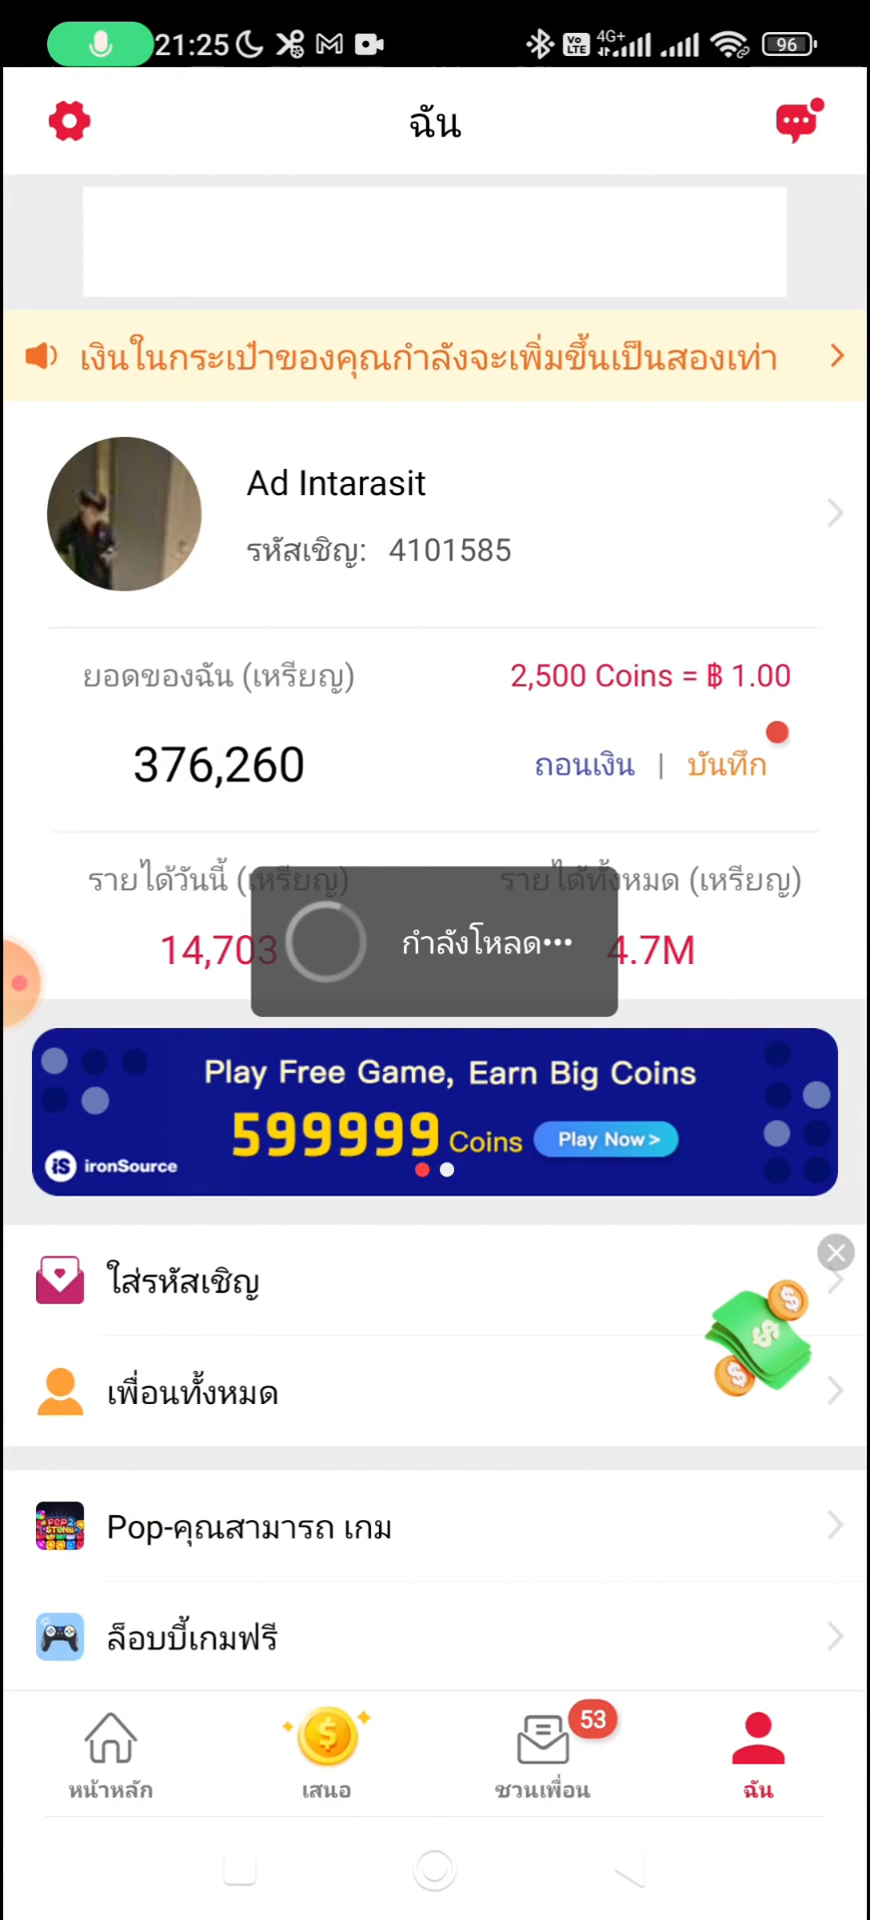 21:25
VO LTE
4G+
96
ฉัน
เงินในกระเป๋าของคุณกำลังจะเพิ่มขึ้นเป็นสองเท่า
Ad Intarasit
รหัสเชิญ: 4101585
ยอดของฉัน (เหรียญ)
2,500 Coins = ฿ 1.00
376,260
ถอนเงิน | บันทึก
รายได้วันนี้ (เหรียญ)
รายได้ทั้งหมด (เหรียญ)
14,703
กำลังโหลด•••
4.7M
Play Free Game, Earn Big Coins
599999 Coins
Play Now >
iS ironSource
ใส่รหัสเชิญ
เพื่อนทั้งหมด
Pop-คุณสามารถ เกม
ล็อบบี้เกมฟรี
53
หน้าหลัก
เสนอ
ชวนเพื่อน
ฉัน